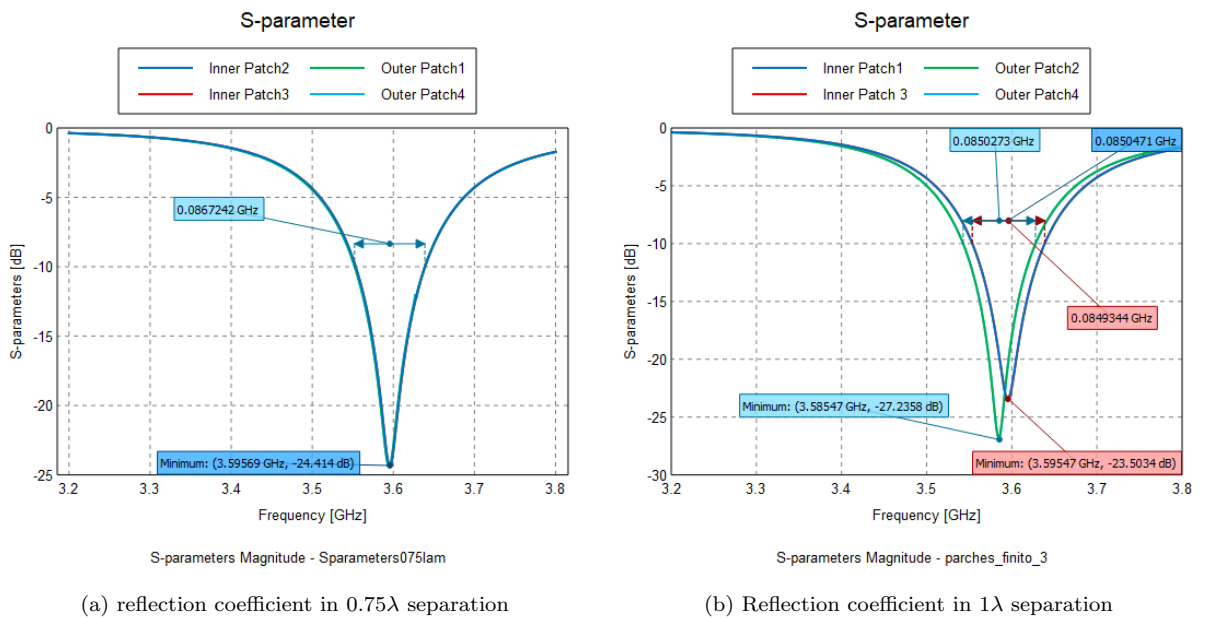 S-parameter
Inner Patch2 Outer Patch1
Inner Patch3 Outer Patch4
0
-5
-10
-15
-20
-25
S-parameters [dB]
0.0867242 GHz
Minimum: (3.59569 GHz, -24.414 dB)
3.2 3.3 3.4 3.5 3.6 3.7 3.8
Frequency [GHz]
S-parameters Magnitude - Sparameters075lam
(a) reflection coefficient in 0.75λ separation
S-parameter
Inner Patch1 Outer Patch2
Inner Patch 3 Outer Patch4
0
-5
-10
-15
-20
-25
-30
S-parameters [dB]
0.0850273 GHz
0.0850471 GHz
0.0849344 GHz
Minimum: (3.58547 GHz, -27.2358 dB)
Minimum: (3.59547 GHz, -23.5034 dB)
3.2 3.3 3.4 3.5 3.6 3.7 3.8
Frequency [GHz]
S-parameters Magnitude - parches_finito_3
(b) Reflection coefficient in 1λ separation